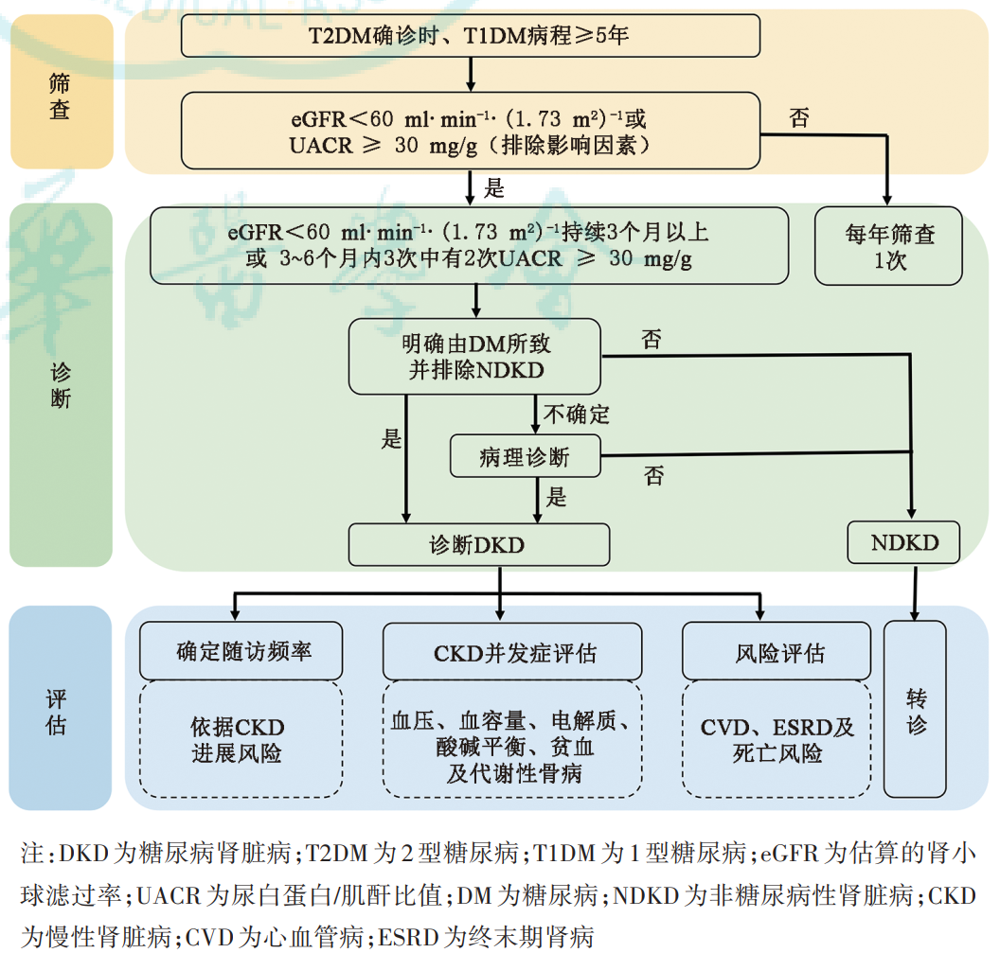 MEDICAL ASS
筛查
T2DM确诊时、T1DM病程≥5年
eGFR＜60 ml·min⁻¹·(1.73 m²)⁻¹或
UACR ≥ 30 mg/g（排除影响因素）
否
是
诊断
eGFR＜60 ml·min⁻¹·(1.73 m²)⁻¹持续3个月以上
或 3~6个月内3次中有2次UACR ≥ 30 mg/g
每年筛查
1次
明确由DM所致
并排除NDKD
否
不确定
是
病理诊断
否
是
诊断DKD
NDKD
评估
确定随访频率
CKD并发症评估
风险评估
转诊
依据CKD
进展风险
血压、血容量、电解质、
酸碱平衡、贫血
及代谢性骨病
CVD、ESRD及
死亡风险
注:DKD为糖尿病肾脏病;T2DM为2型糖尿病;T1DM为1型糖尿病;eGFR为估算的肾小
球滤过率;UACR为尿白蛋白/肌酐比值;DM为糖尿病;NDKD为非糖尿病性肾脏病;CKD
为慢性肾脏病;CVD为心血管病;ESRD为终末期肾病